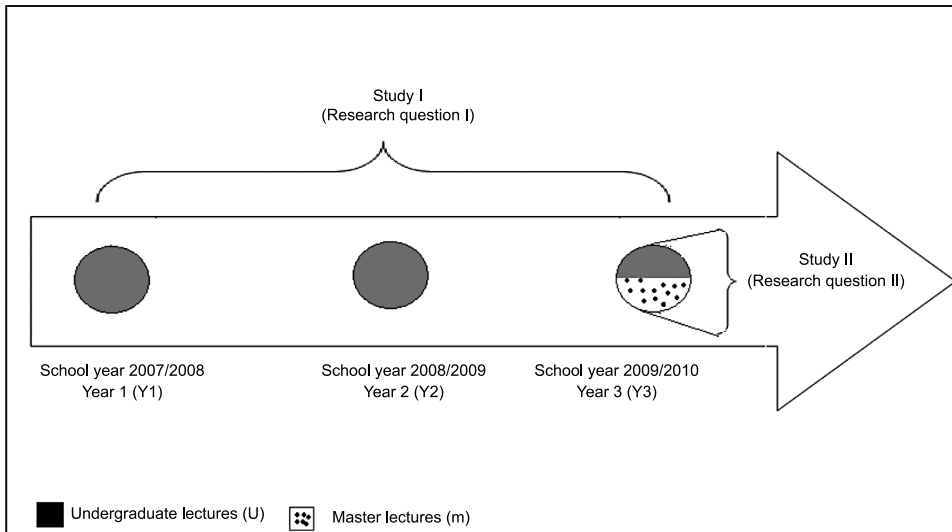 Study I
(Research question I)
Study II
(Research question II)
School year 2007/2008
Year 1 (Y1)
School year 2008/2009
Year 2 (Y2)
School year 2009/2010
Year 3 (Y3)
Undergraduate lectures (U)
Master lectures (m)